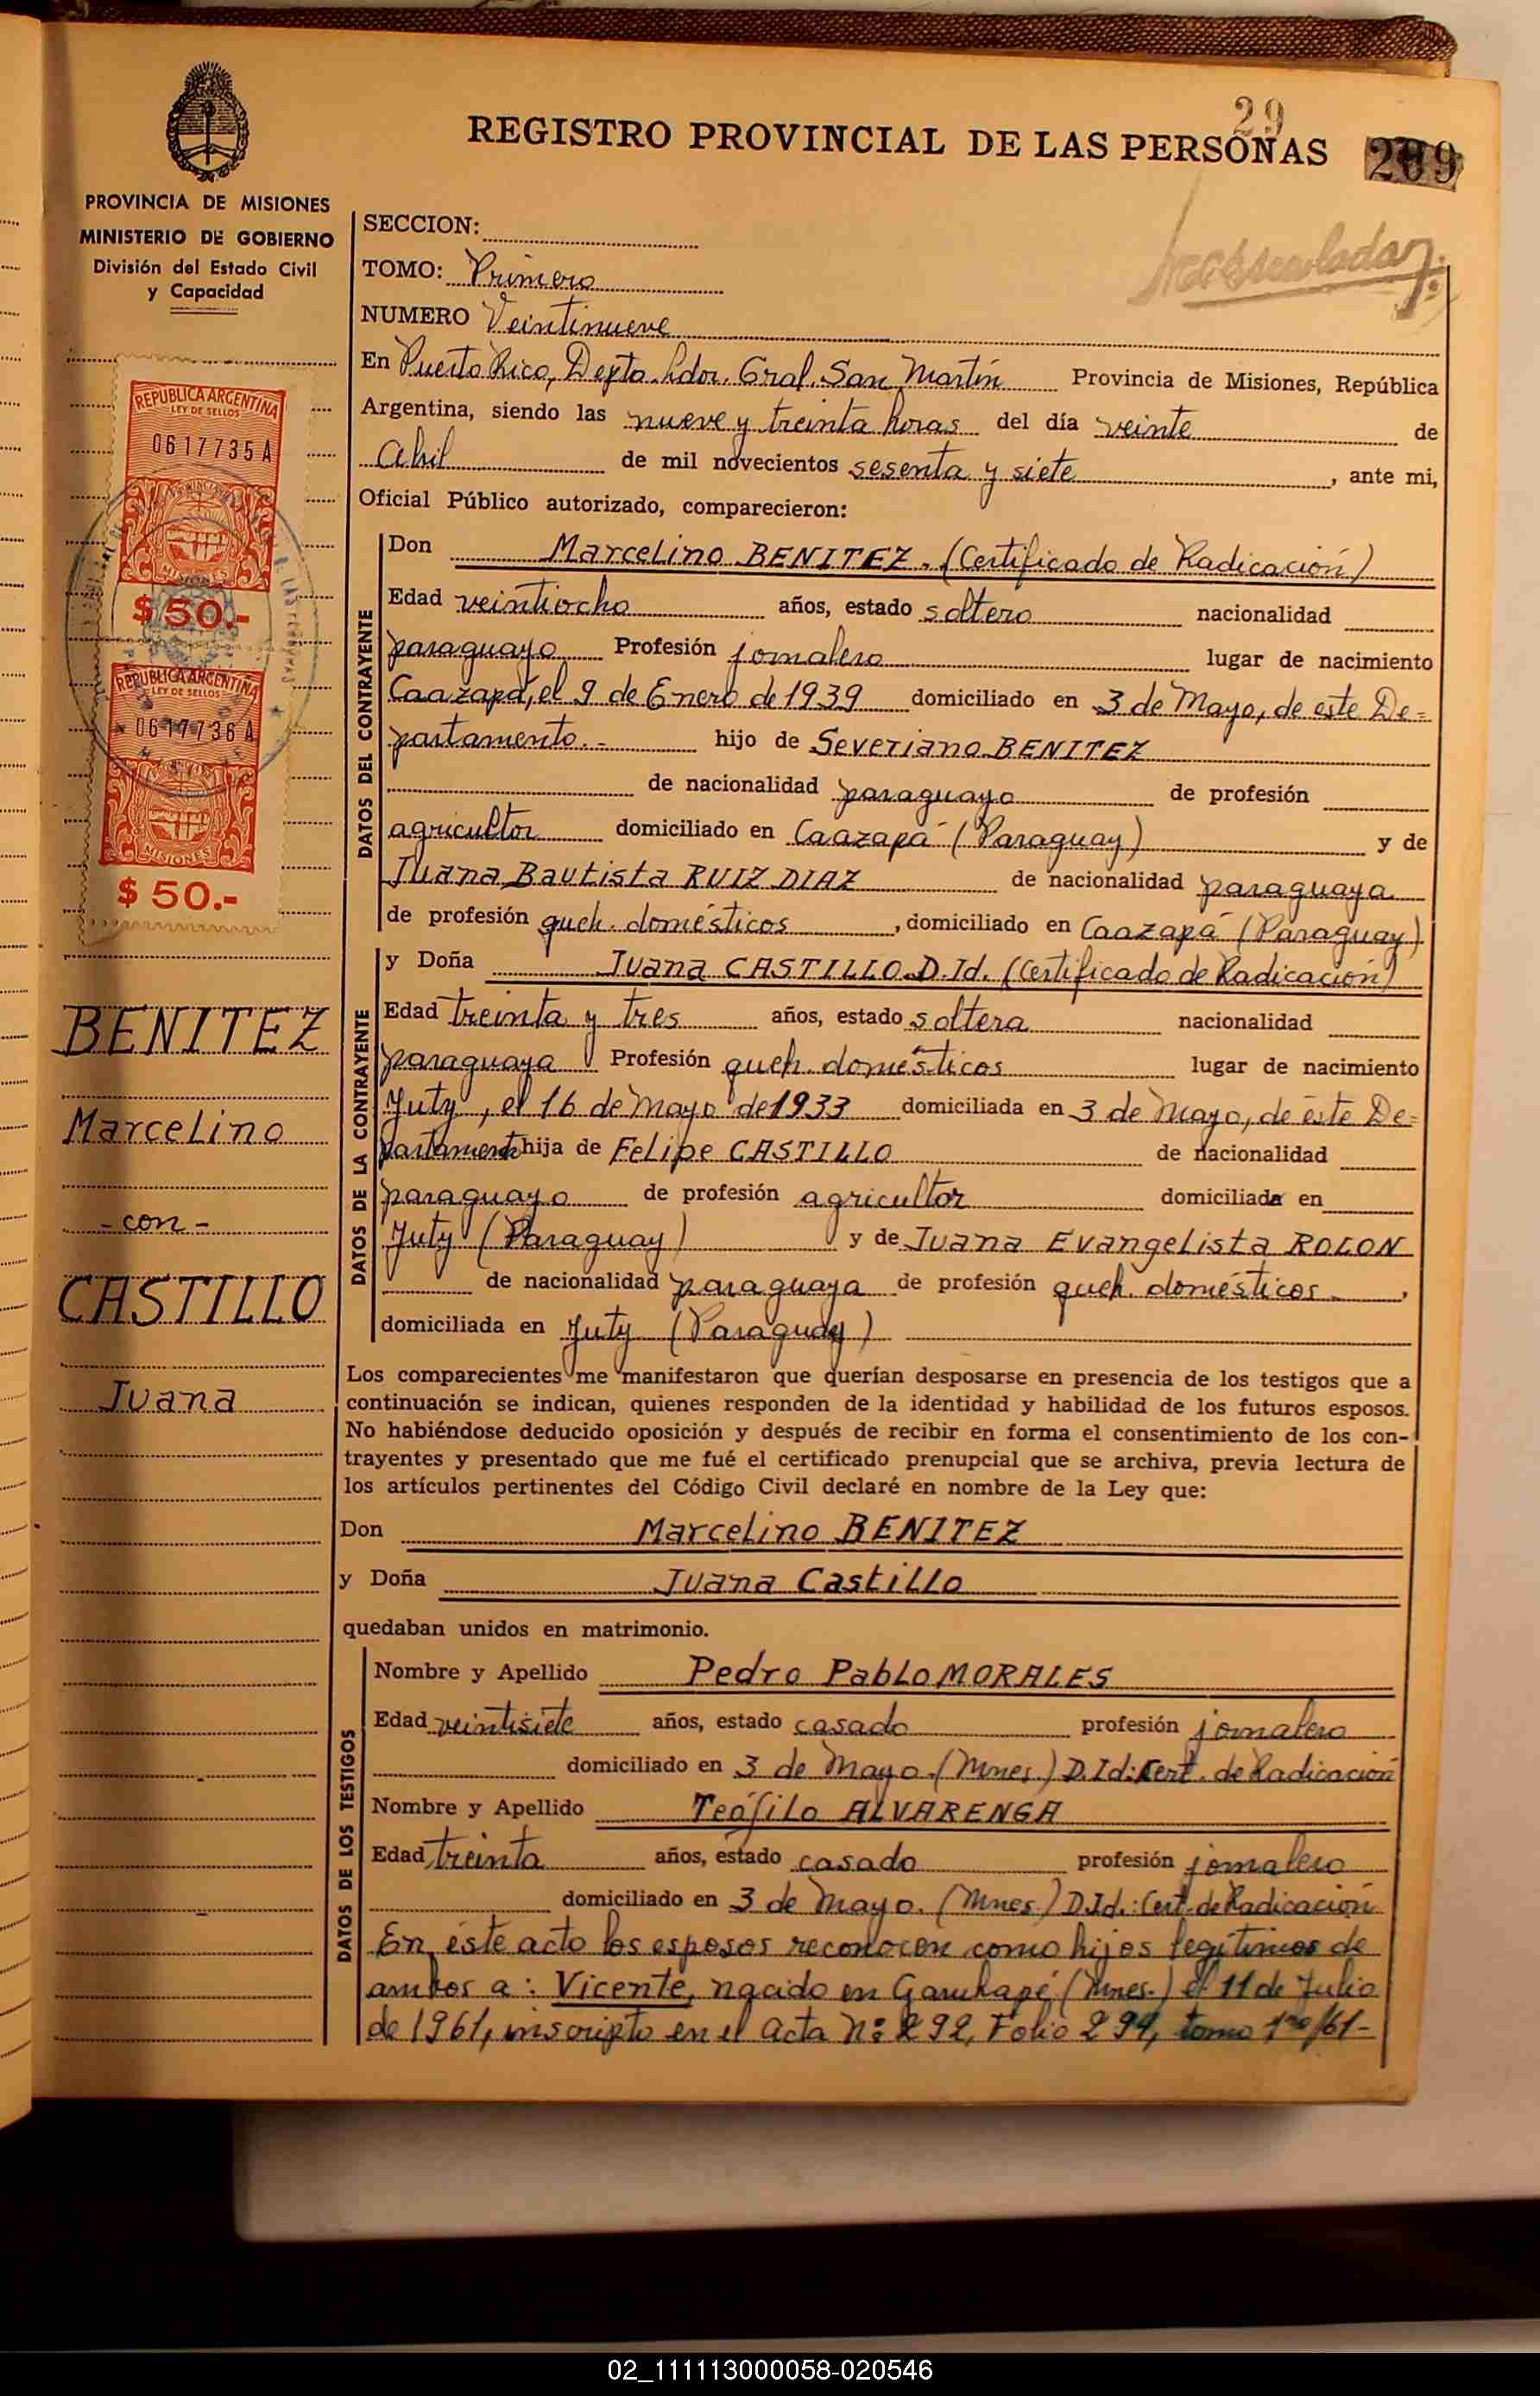 29
REGISTRO PROVINCIAL DE LAS PERSONAS
PROVINCIA DE MISIONES
MINISTERIO DE GOBIERNO
División del Estado Civil
y Capacidad
REPUBLICA ARGENTINA
LEY DE SELLOS
0617735A
MISIONES
$50.-
REPUBLICA ARGENTINA
LEY DE SELLOS
0617736A
MISIONES
$50.-
BENITEZ
Marcelino
- con -
CASTILLO
Juana
SECCION:
TOMO: Primero
NUMERO Veintinueve
En Puerto Rico, Depto. Ldor. Gral. San Martín Provincia de Misiones, República
Argentina, siendo las nueve y treinta horas del día veinte de
Abril de mil novecientos sesenta y siete, ante mi,
Oficial Público autorizado, comparecieron:
DATOS DEL CONTRAYENTE
Don Marcelino BENITEZ. (Certificado de Radicación)
Edad veintiocho años, estado soltero nacionalidad
paraguayo Profesión jornalero lugar de nacimiento
Caazapá, el 9 de Enero de 1939 domiciliado en 3 de Mayo, de este De=
partamento.- hijo de Severiano BENITEZ
de nacionalidad paraguayo de profesión
agricultor domiciliado en Caazapá (Paraguay) y de
Juana Bautista RUIZ DIAZ de nacionalidad paraguaya
de profesión queh. domésticos, domiciliado en Caazapá (Paraguay)
DATOS DE LA CONTRAYENTE
y Doña Juana CASTILLO D.Id. (Certificado de Radicación)
Edad treinta y tres años, estado soltera nacionalidad
paraguaya Profesión queh. domésticos lugar de nacimiento
Yuty, el 16 de Mayo de 1933 domiciliada en 3 de Mayo, de éste De=
partamento hija de Felipe CASTILLO de nacionalidad
paraguayo de profesión agricultor domiciliada en
Yuty (Paraguay) y de Juana Evangelista ROLON
de nacionalidad paraguaya de profesión queh. domésticos,
domiciliada en Yuty (Paraguay)
Los comparecientes me manifestaron que querían desposarse en presencia de los testigos que a
continuación se indican, quienes responden de la identidad y habilidad de los futuros esposos.
No habiéndose deducido oposición y después de recibir en forma el consentimiento de los con-
trayentes y presentado que me fué el certificado prenupcial que se archiva, previa lectura de
los artículos pertinentes del Código Civil declaré en nombre de la Ley que:
Don Marcelino BENITEZ
y Doña Juana Castillo
quedaban unidos en matrimonio.
DATOS DE LOS TESTIGOS
Nombre y Apellido Pedro Pablo MORALES
Edad veintisiete años, estado casado profesión jornalero
domiciliado en 3 de Mayo. (Mnes.) D.Id: Cert. de Radicación
Nombre y Apellido Teófilo ALVARENGA
Edad treinta años, estado casado profesión jornalero
domiciliado en 3 de Mayo. (Mnes.) D.Id.: Cert. de Radicación
En éste acto los esposos reconocen como hijos legítimos de
ambos a: Vicente, nacido en Garuhapé (Mnes.) el 11 de Julio
de 1961, inscripto en el Acta Nº 292, Folio 294, tomo 1ro/61-
02_111113000058-020546